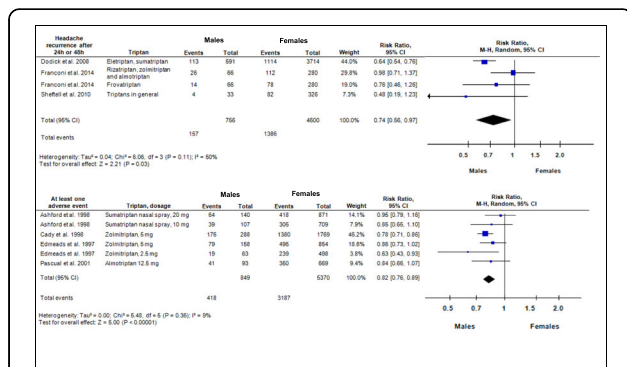 Headache recurrence after 24h or 48h Triptan Males Events Total Females Events Total Weight Risk Ratio, M-H, Random, 95% CI Risk Ratio, 95% CI
Dodick et al. 2008 Eletriptan, sumatriptan 113 591 1114 3714 44.0% 0.64 [0.54, 0.76]
Franconi et al. 2014 Rizatriptan, zolmitriptan and almotriptan 26 66 112 280 29.8% 0.98 [0.71, 1.37]
Franconi et al. 2014 Frovatriptan 14 66 78 280 19.0% 0.76 [0.46, 1.26]
Sheftell et al. 2010 Triptans in general 4 33 82 326 7.3% 0.48 [0.19, 1.23]
Total (95% CI) 756 4600 100.0% 0.74 [0.56, 0.97]
Total events 157 1386
Heterogeneity: Tau² = 0.04; Chi² = 6.06, df = 3 (P = 0.11); I² = 50%
Test for overall effect: Z = 2.21 (P = 0.03)
0.5 0.7 1 1.5 2
Males Females
At least one adverse event Triptan, dosage Males Events Total Females Events Total Weight Risk Ratio, 95% CI Risk Ratio, M-H, Random, 95% CI
Ashford et al. 1998 Sumatriptan nasal spray, 20 mg 64 140 418 871 14.1% 0.95 [0.79, 1.16]
Ashford et al. 1998 Sumatriptan nasal spray, 10 mg 39 107 305 709 10.0% 0.85 [0.65, 1.10]
Cady et al. 1998 Zolmitriptan, 5 mg 176 288 1380 1769 46.2% 0.78 [0.71, 0.86]
Edmeads et al. 1997 Zolmitriptan, 5 mg 79 158 495 854 18.8% 0.86 [0.73, 1.02]
Edmeads et al. 1997 Zolmitriptan, 2.5 mg 19 63 239 498 3.8% 0.63 [0.43, 0.93]
Pascual et al. 2001 Almotriptan 12.5 mg 41 93 350 669 0.84 [0.66, 1.07]
Total (95% CI) 849 5370 100.0% 0.82 [0.76, 0.89]
Total events 418 3187
Heterogeneity: Tau² = 0.00; Chi² = 5.48, df = 5 (P = 0.36); I² = 9%
Test for overall effect: Z = 5.00 (P < 0.00001)
0.5 0.7 1 1.5 2
Males Females